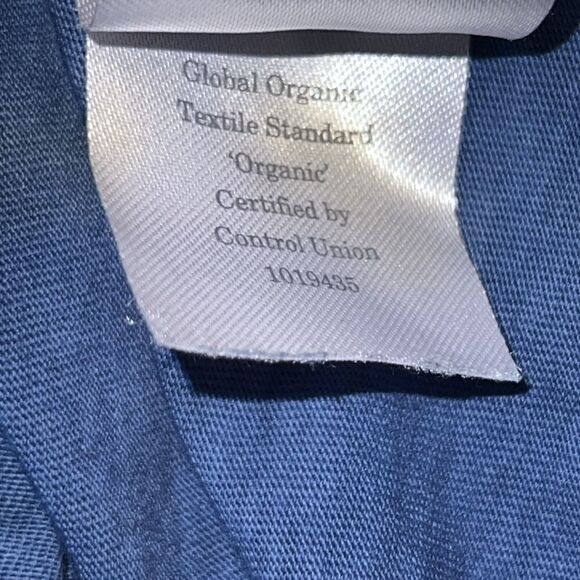 Global Organic
Textile Standard
‘Organic’
Certified by
Control Union
1019435